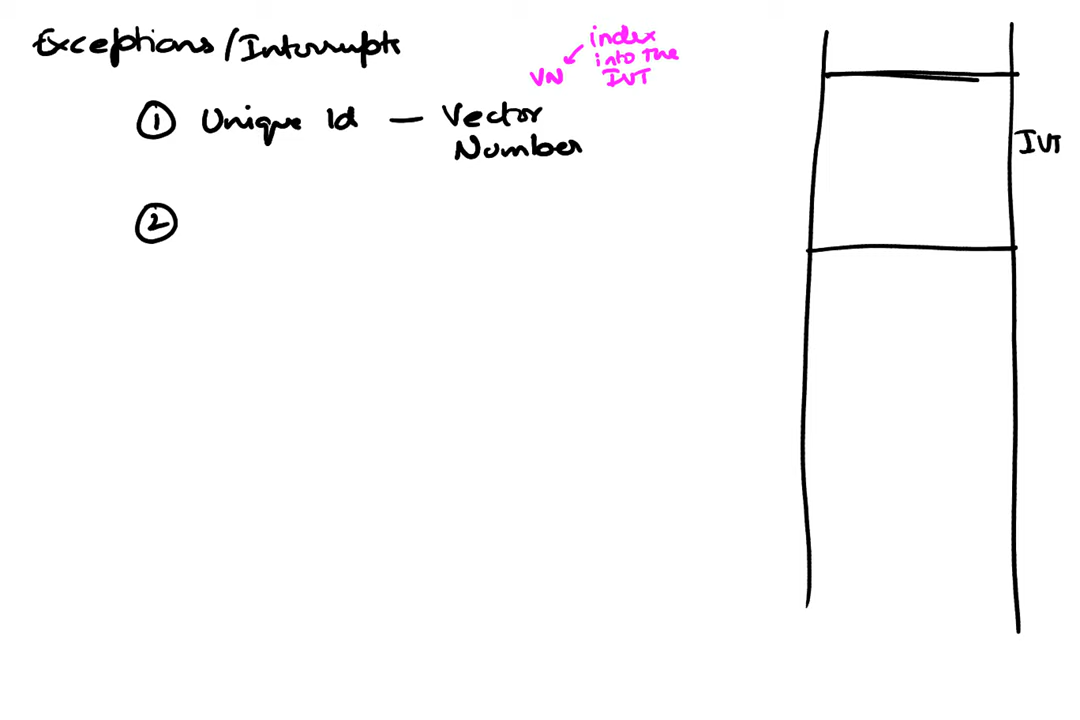 Exceptions/Interrupts
index
into the
VN IVT
① Unique Id — Vector
Number
IVT
②